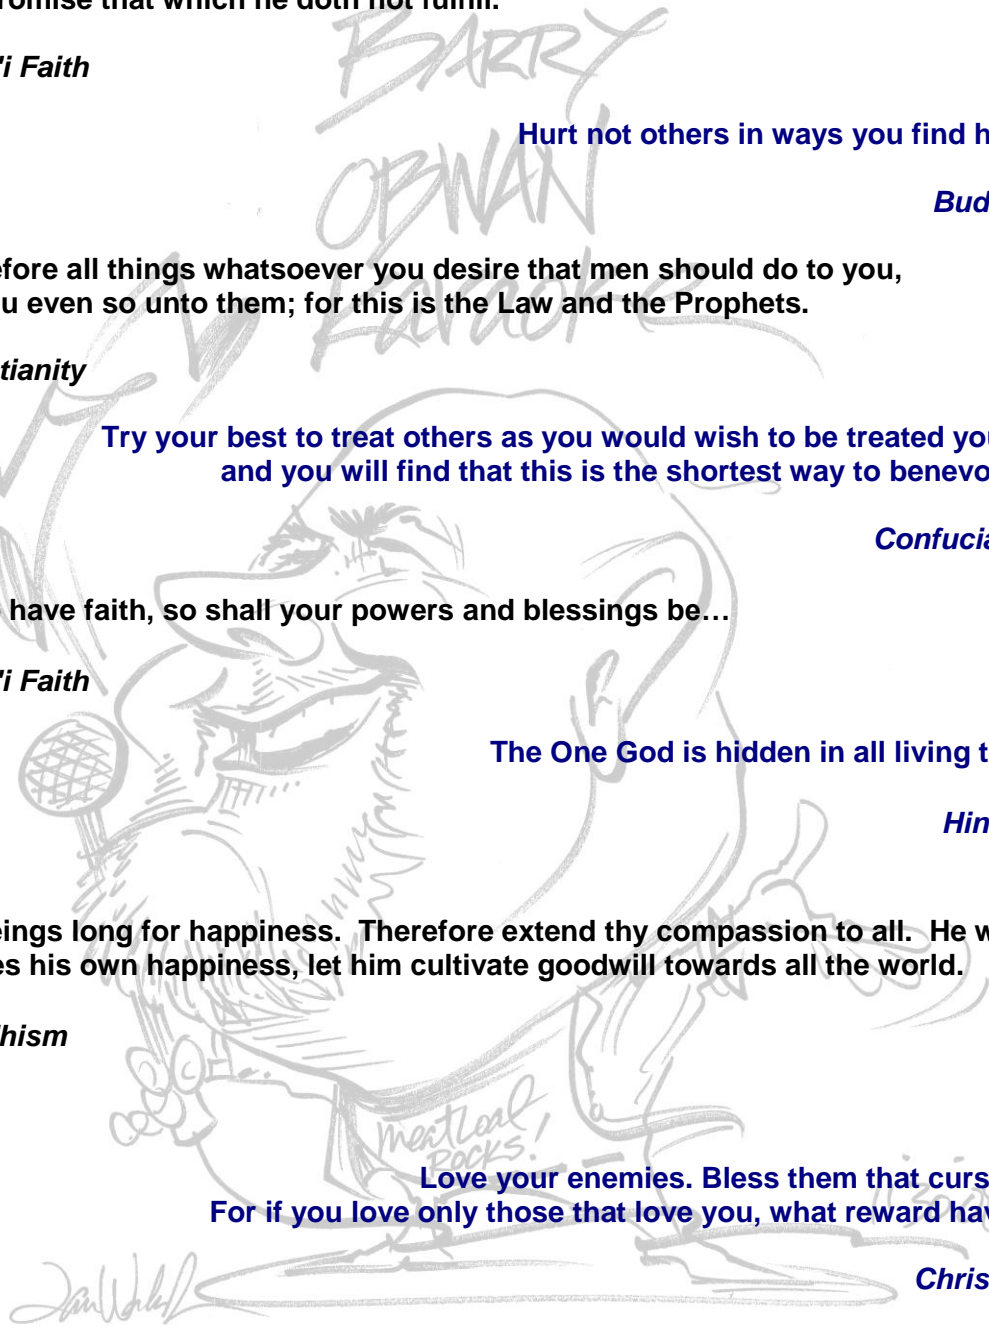 promise that which he doth not fulfill.
'i Faith
BARRY
OBWAN
Karaoke
Hurt not others in ways you find h
Bud
efore all things whatsoever you desire that men should do to you,
u even so unto them; for this is the Law and the Prophets.
tianity
Try your best to treat others as you would wish to be treated you
and you will find that this is the shortest way to benevo
Confucia
have faith, so shall your powers and blessings be…
'i Faith
The One God is hidden in all living t
Hin
eings long for happiness.  Therefore extend thy compassion to all.  He w
es his own happiness, let him cultivate goodwill towards all the world.
hism
meatloaf
ROCKS!
Love your enemies. Bless them that curs
For if you love only those that love you, what reward hav
Chris